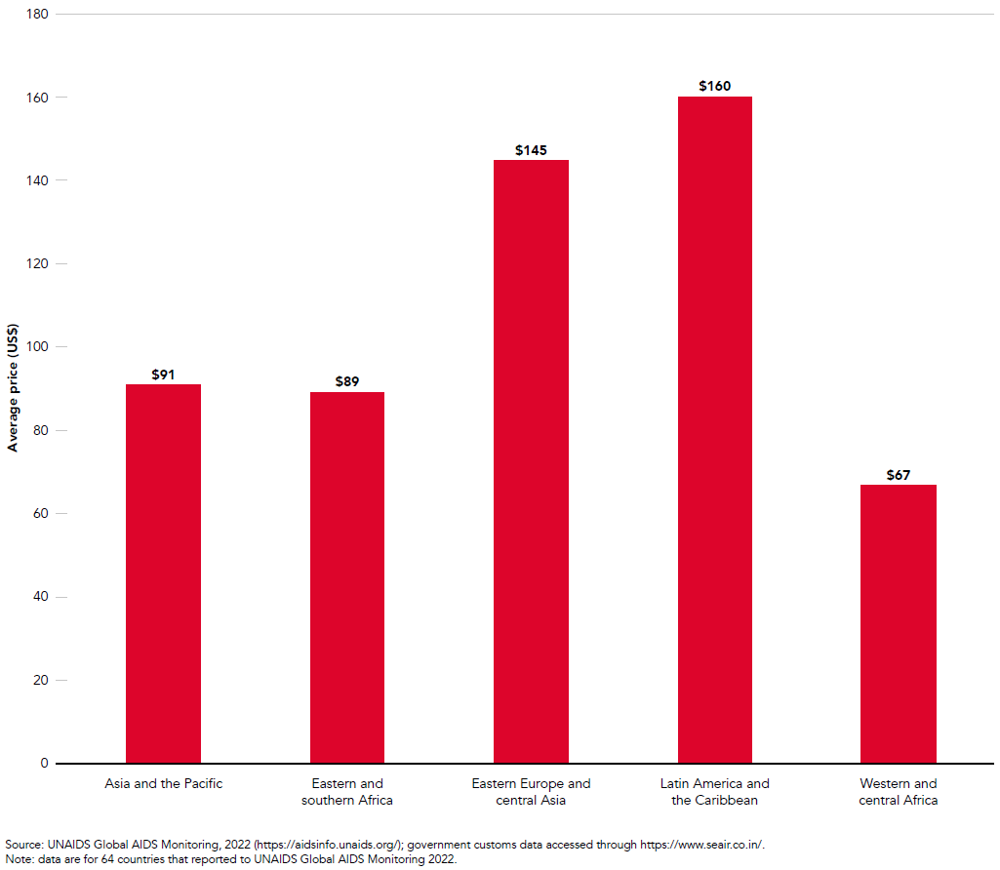 180
160
140
120
100
80
60
40
20
0
Average price (US$)
$91
$89
$145
$160
$67
Asia and the Pacific
Eastern and
southern Africa
Eastern Europe and
central Asia
Latin America and
the Caribbean
Western and
central Africa
Source: UNAIDS Global AIDS Monitoring, 2022 (https://aidsinfo.unaids.org/); government customs data accessed through https://www.seair.co.in/.
Note: data are for 64 countries that reported to UNAIDS Global AIDS Monitoring 2022.